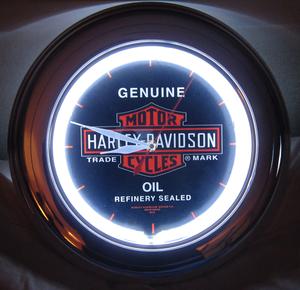 GENUINE
MOTOR
HARLEY-DAVIDSON
TRADE ® MARK
CYCLES
OIL
REFINERY SEALED